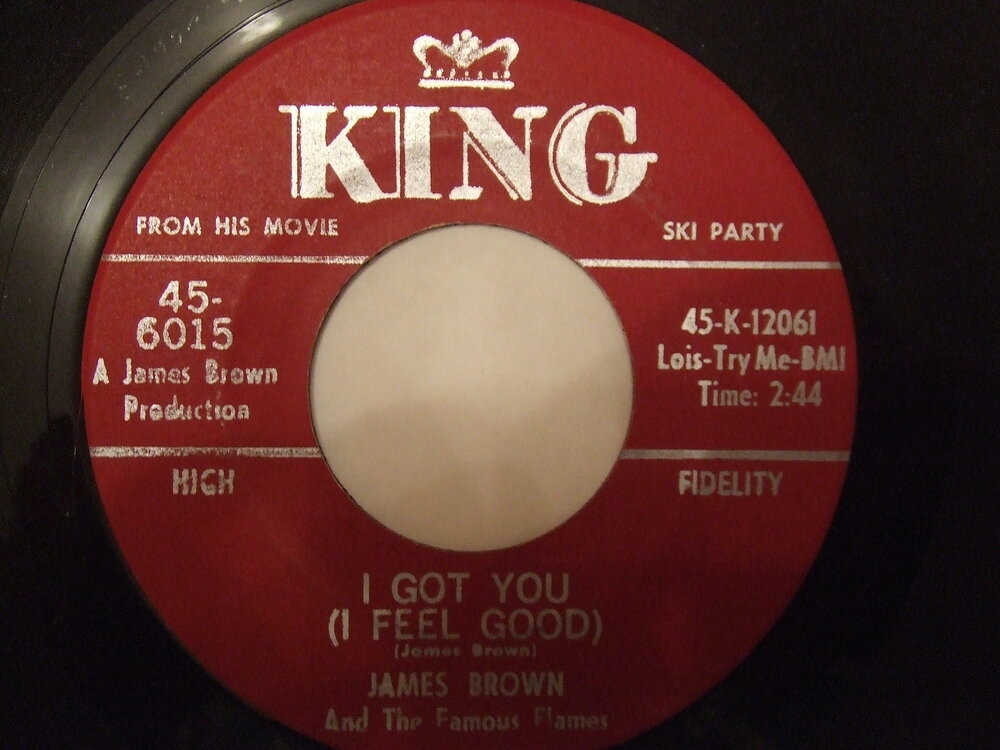 KING
FROM HIS MOVIE
SKI PARTY
45-
6015
A James Brown
Production
45-K-12061
Lois-Try Me-BMI
Time: 2:44
HIGH
FIDELITY
I GOT YOU
(I FEEL GOOD)
(James Brown)
JAMES BROWN
And The Famous Flames